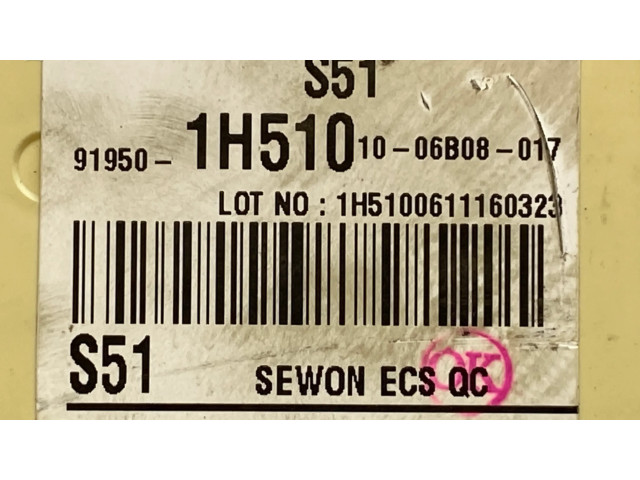 S51
91950- 1H510 10-06B08-017
LOT NO : 1H5100611160323
S51 SEWON ECS QC
OK